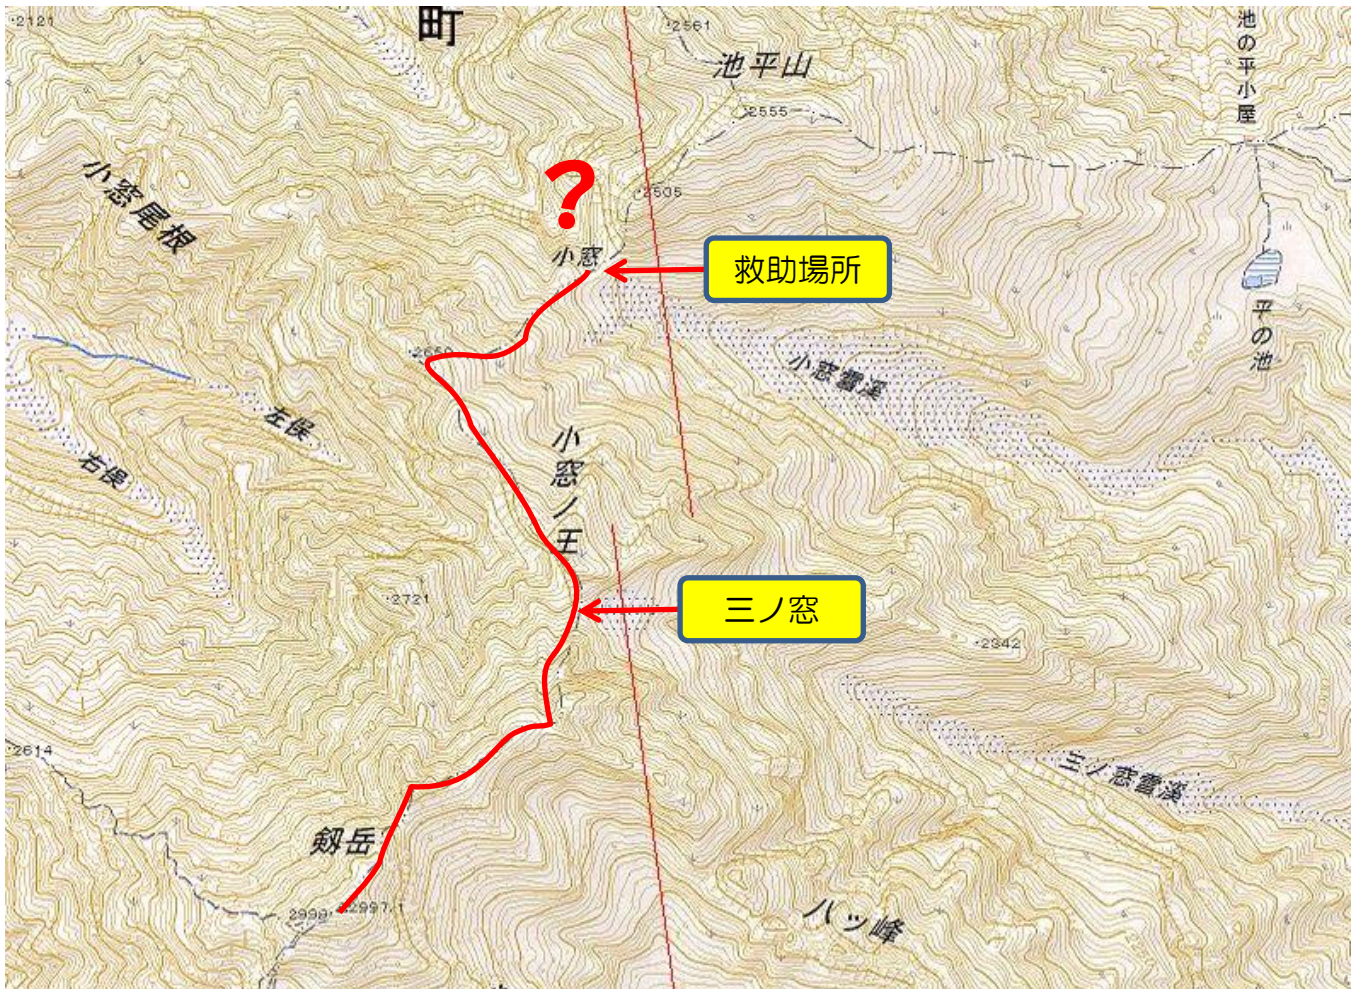 2121
町
2561
池平山
池の平小屋
2555
小窓尾根
?
2505
小窓
救助場所
平の池
2650
小窓雪渓
左俣
右俣
小窓ノ王
2721
三ノ窓
2342
2614
三ノ窓雪渓
剱岳
2999
2997.1
八ッ峰